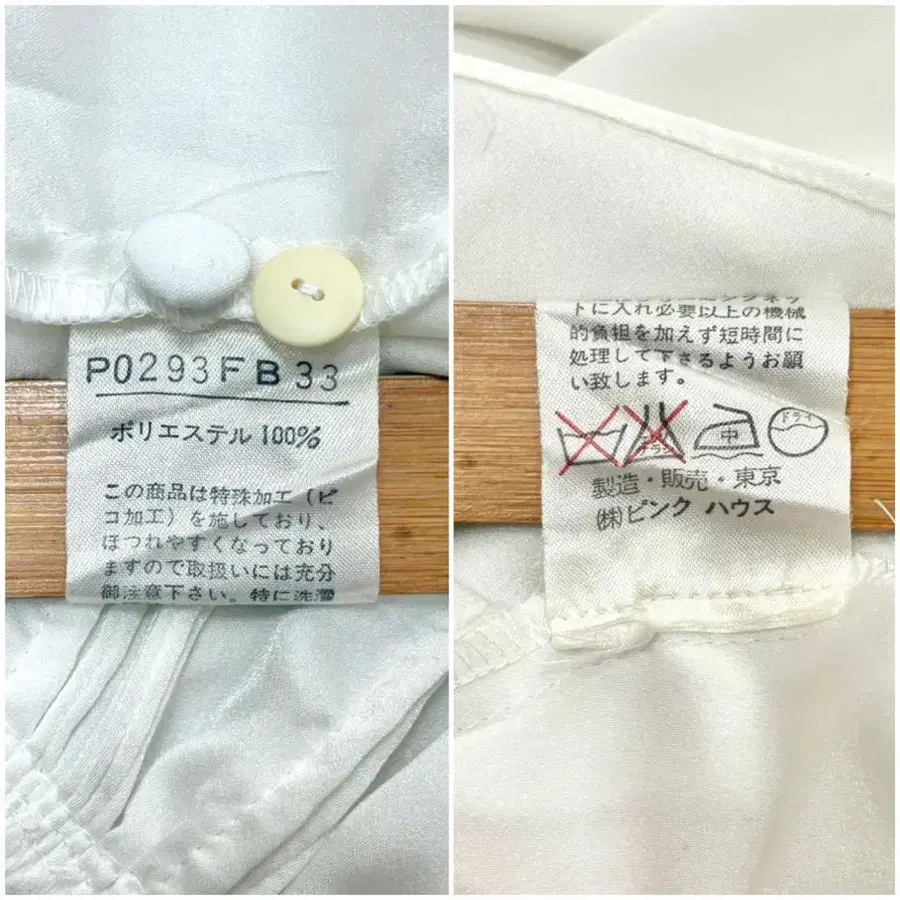 P0293FB33
ポリエステル 100%
この商品は特殊加工(ピ
コ加工)を施しており、
ほつれやすくなっており
ますので取扱いには充分
御注意下さい。特に洗濯
トに入れ必要以上の機械
的負担を加えず短時間に
処理して下さるようお願
い致します。
中 ドライ
製造・販売・東京
(株)ピンク ハウス